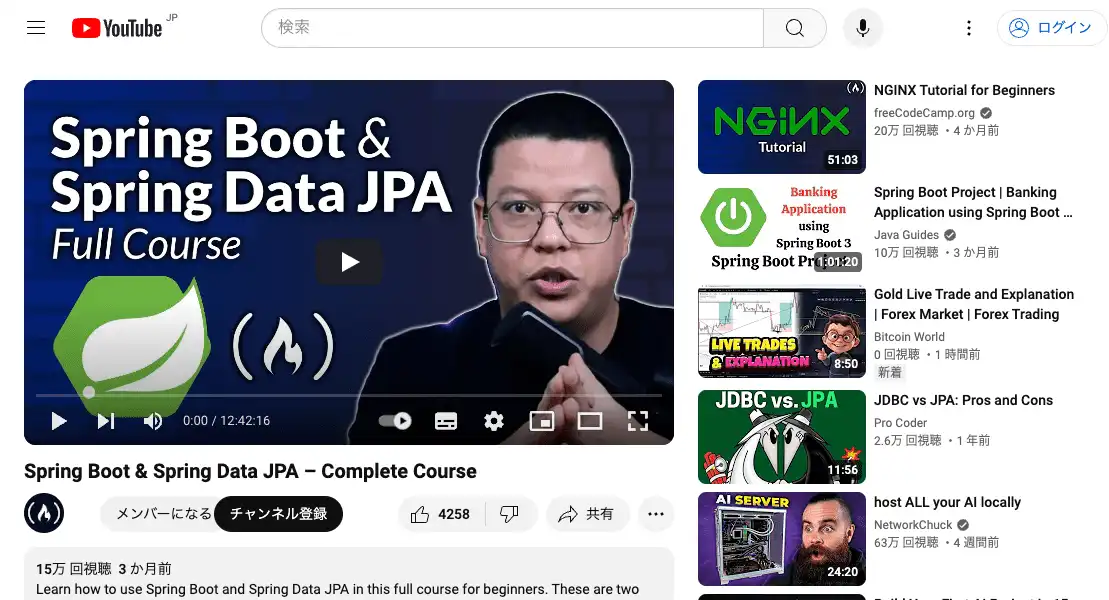 YouTube JP
検索
ログイン
Spring Boot &
Spring Data JPA
Full Course
0:00 / 12:42:16
Spring Boot & Spring Data JPA – Complete Course
メンバーになる
チャンネル登録
4258
共有
15万 回視聴 3 か月前
Learn how to use Spring Boot and Spring Data JPA in this full course for beginners. These are two
NGINX
Tutorial
51:03
NGINX Tutorial for Beginners
freeCodeCamp.org
20万 回視聴 ・4 か月前
Banking
Application
using
Spring Boot 3
1:01:20
Spring Boot Project | Banking
Application using Spring Boot ...
Java Guides
10万 回視聴 ・3 か月前
LIVE TRADES
& EXPLANATION
8:50
Gold Live Trade and Explanation
| Forex Market | Forex Trading
Bitcoin World
0 回視聴 ・1 時間前
新着
JDBC vs. JPA
11:56
JDBC vs JPA: Pros and Cons
Pro Coder
2.6万 回視聴 ・1 年前
AI SERVER
24:20
host ALL your AI locally
NetworkChuck
63万 回視聴 ・4 週間前